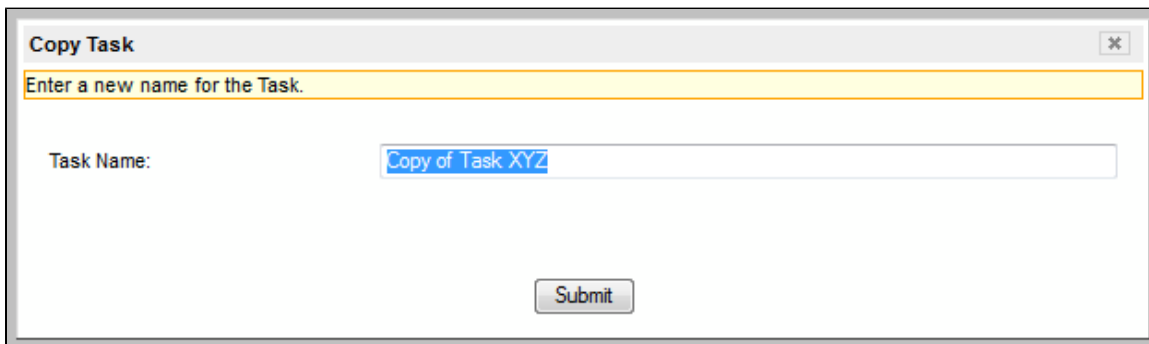 Copy Task
Enter a new name for the Task.
Task Name: Copy of Task XYZ
Submit